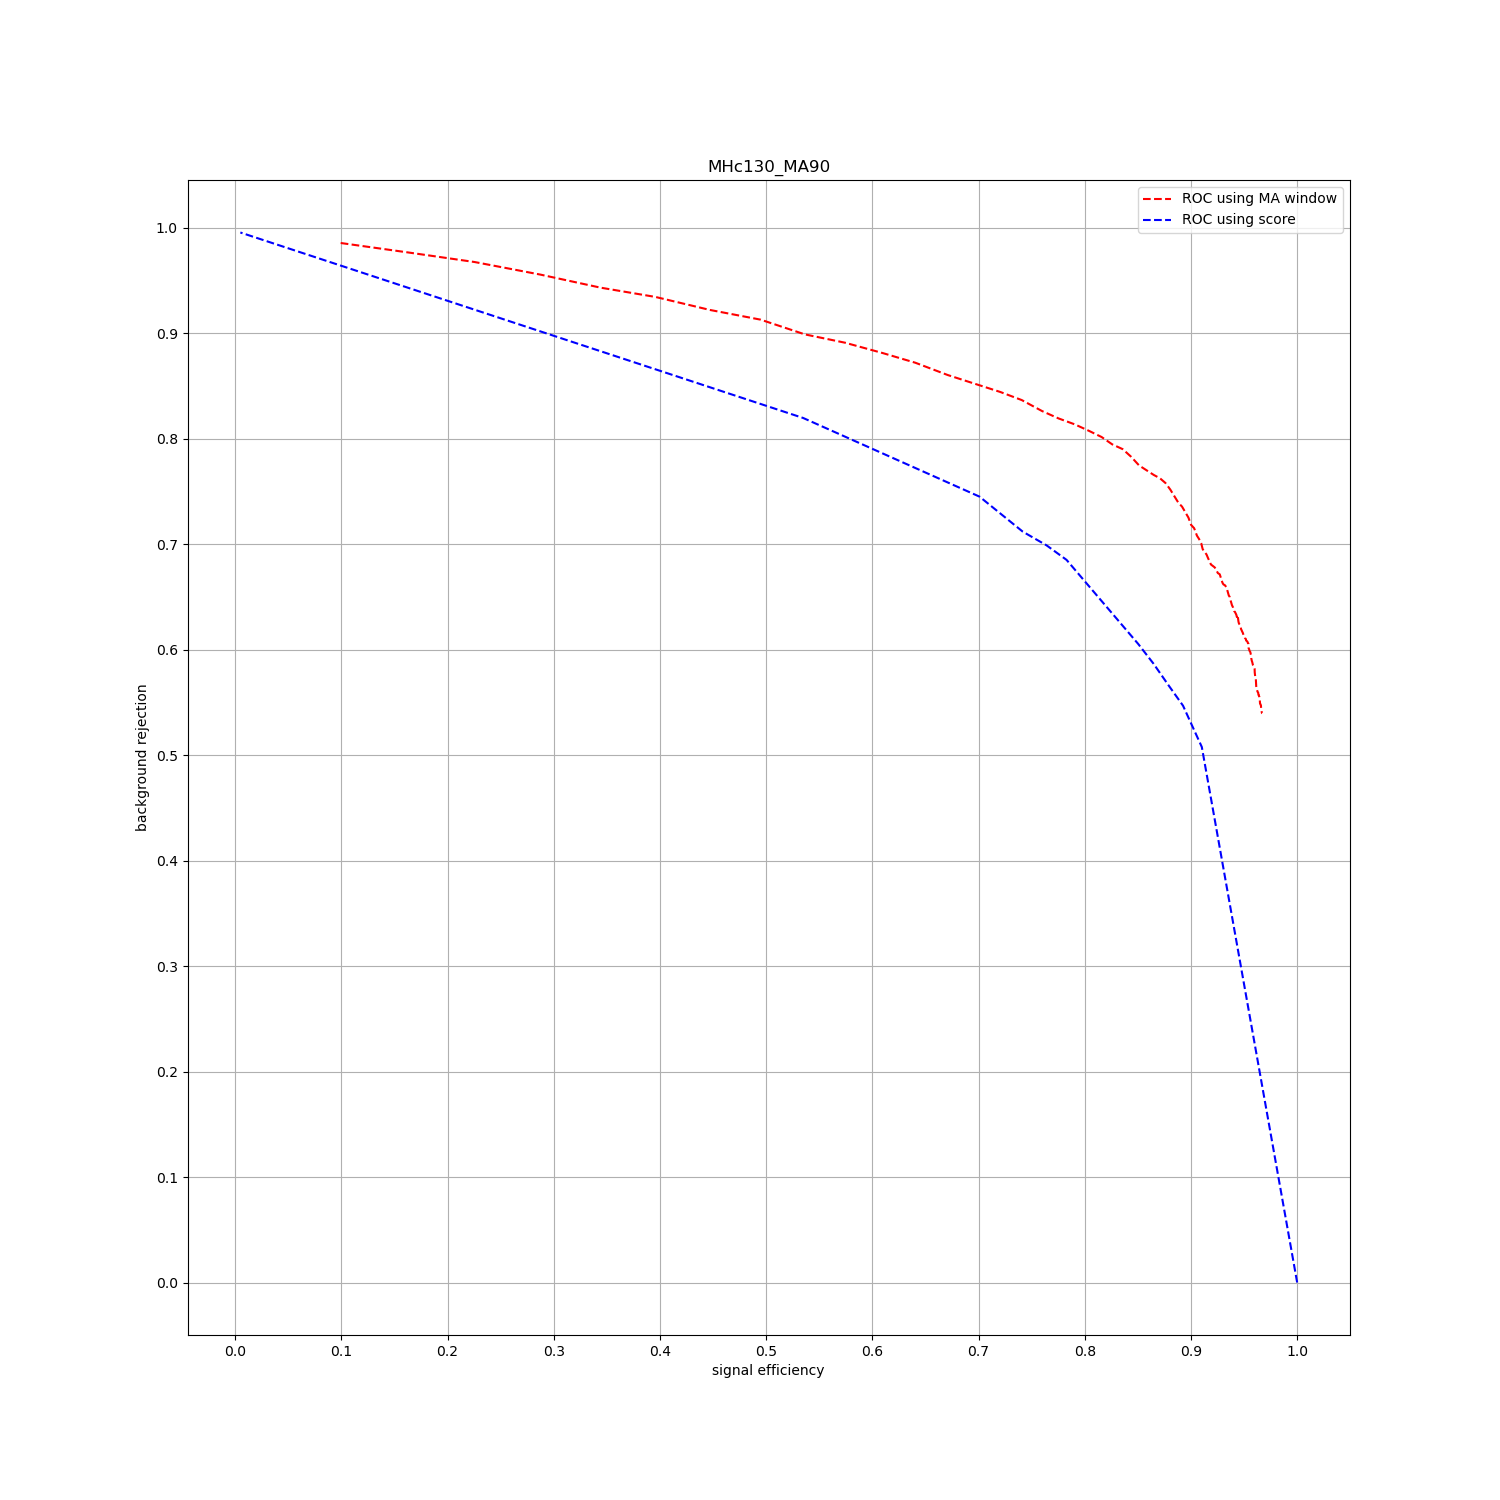 MHc130_MA90
ROC using MA window
ROC using score
1.0
0.9
0.8
0.7
0.6
0.5
0.4
0.3
0.2
0.1
0.0
background rejection
0.0 0.1 0.2 0.3 0.4 0.5 0.6 0.7 0.8 0.9 1.0
signal efficiency